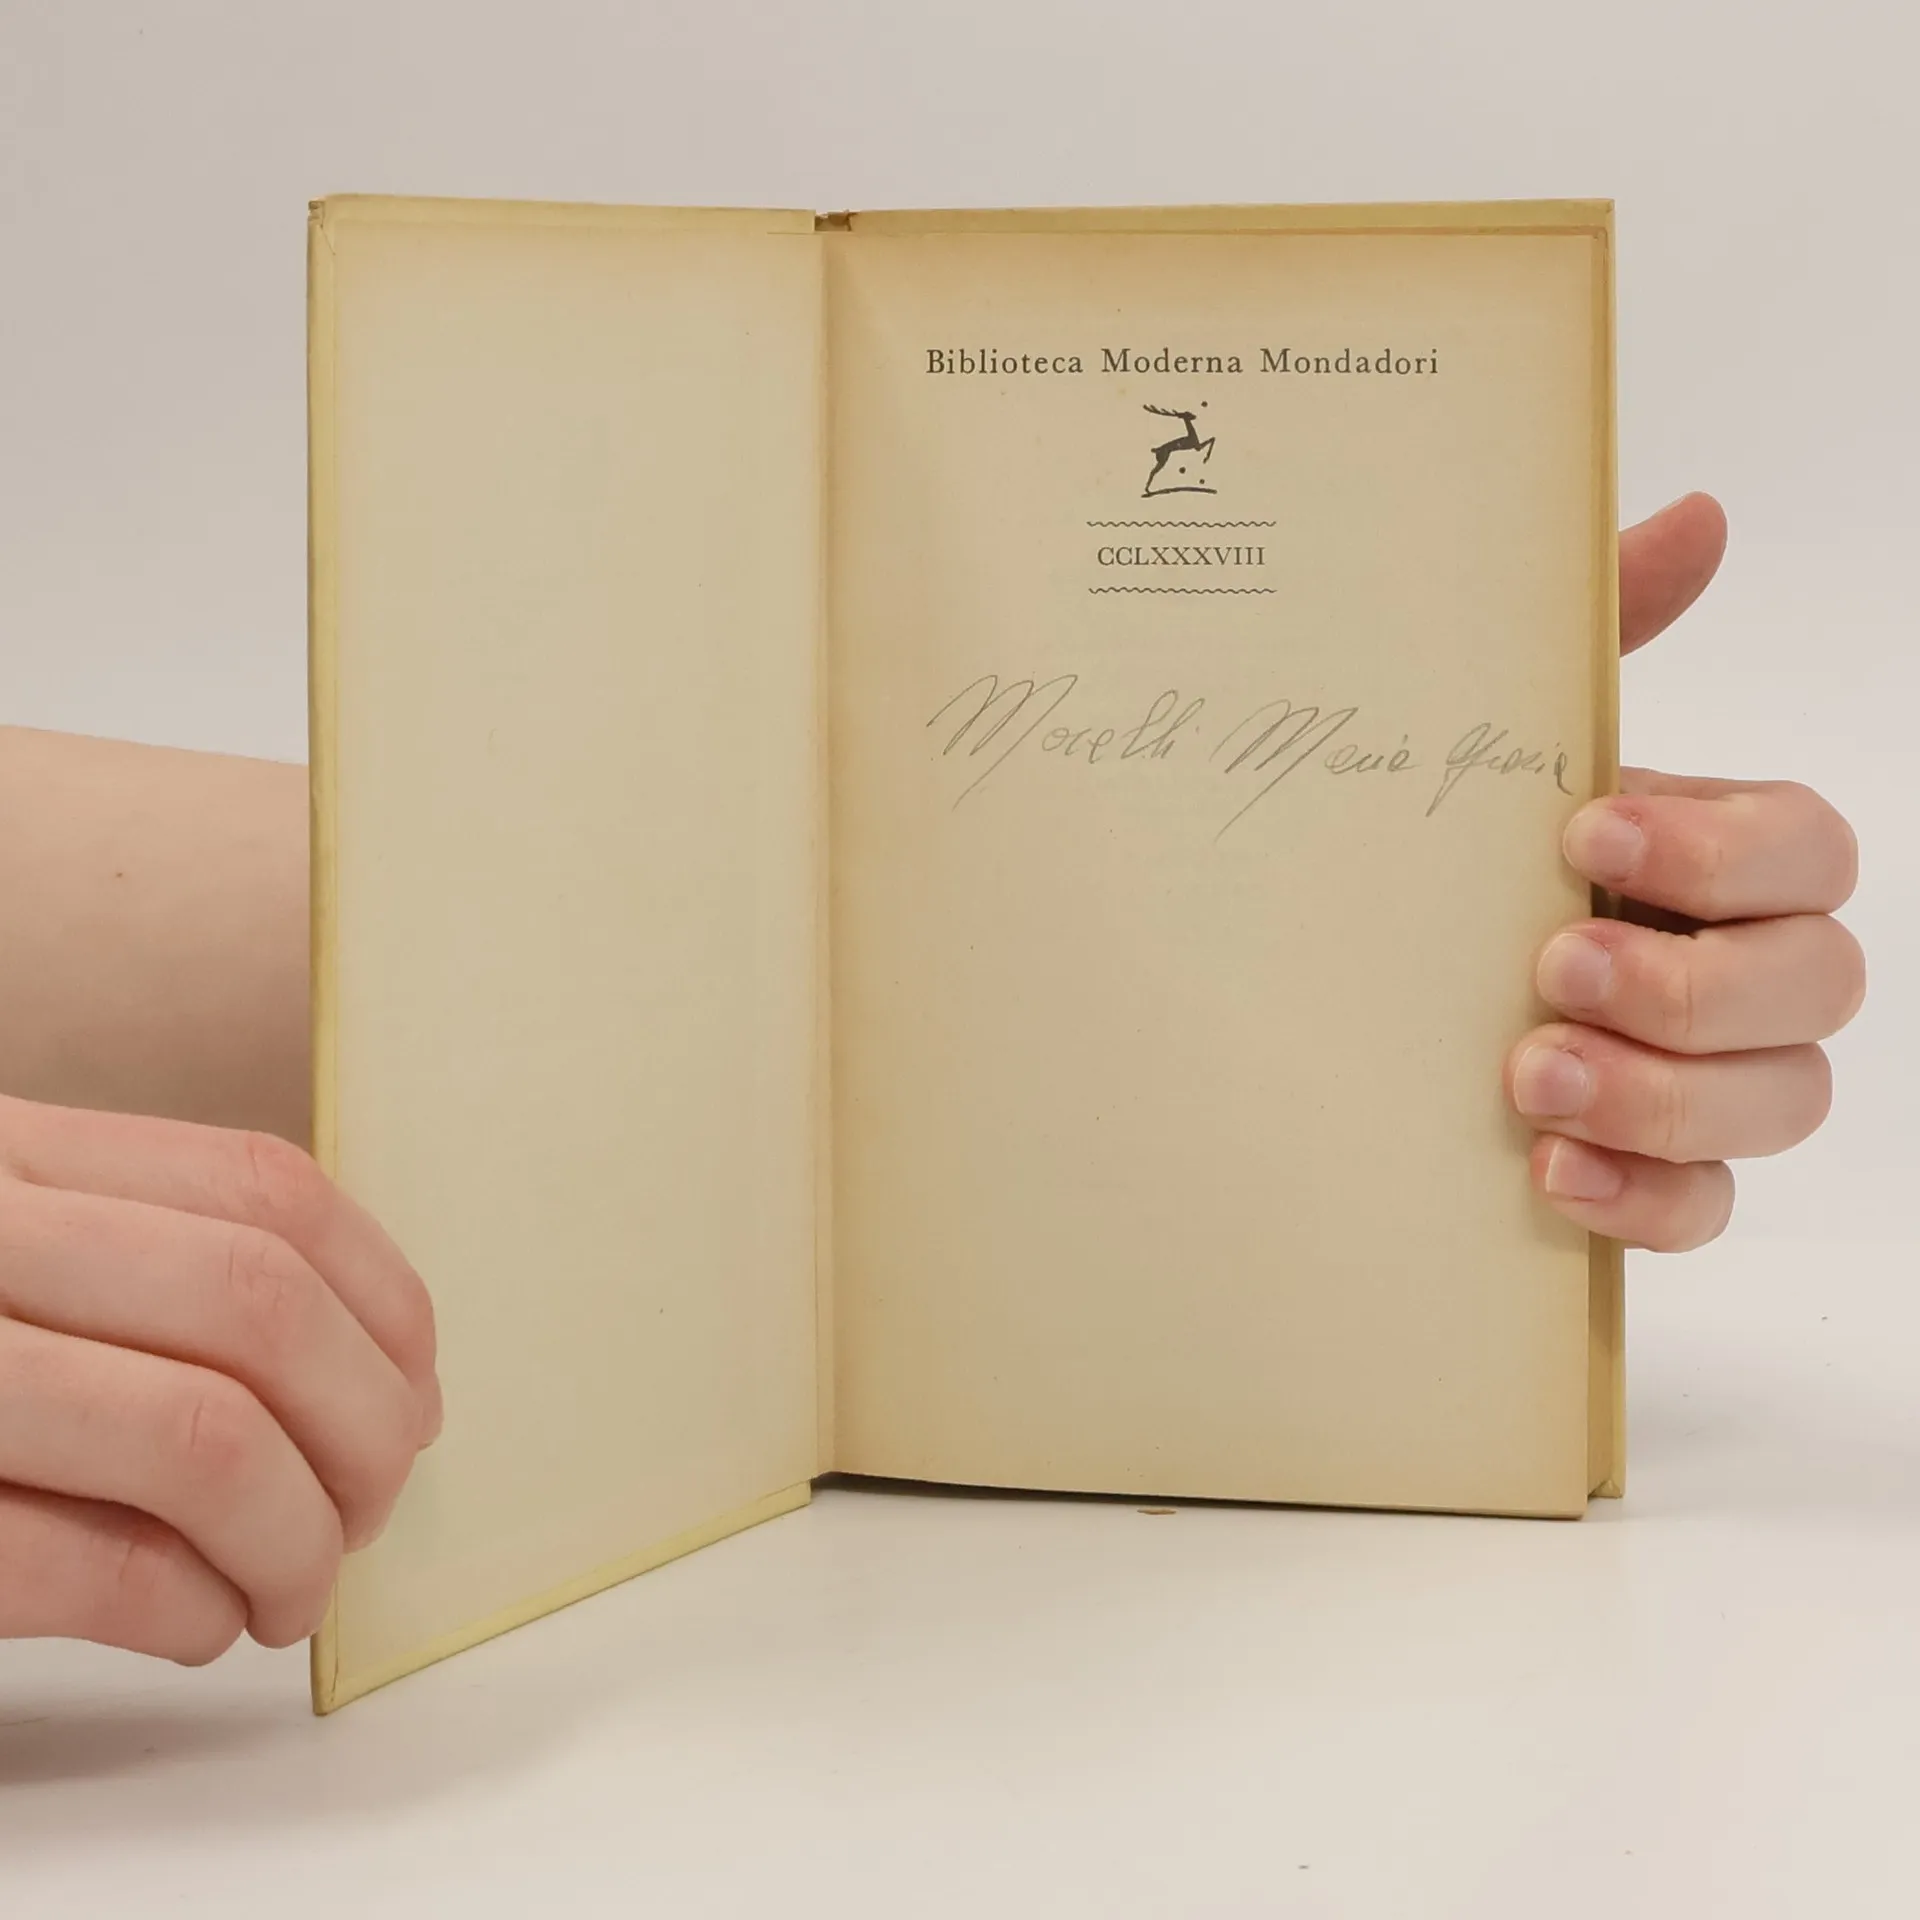 Biblioteca Moderna Mondadori
CCLXXXVIII
Morelli Maria Grazia